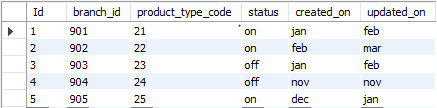 Id branch_id product_type_code status created_on updated_on
1 901 21 on jan feb
2 902 22 on feb mar
3 903 23 off jan feb
4 904 24 off nov nov
5 905 25 on dec jan